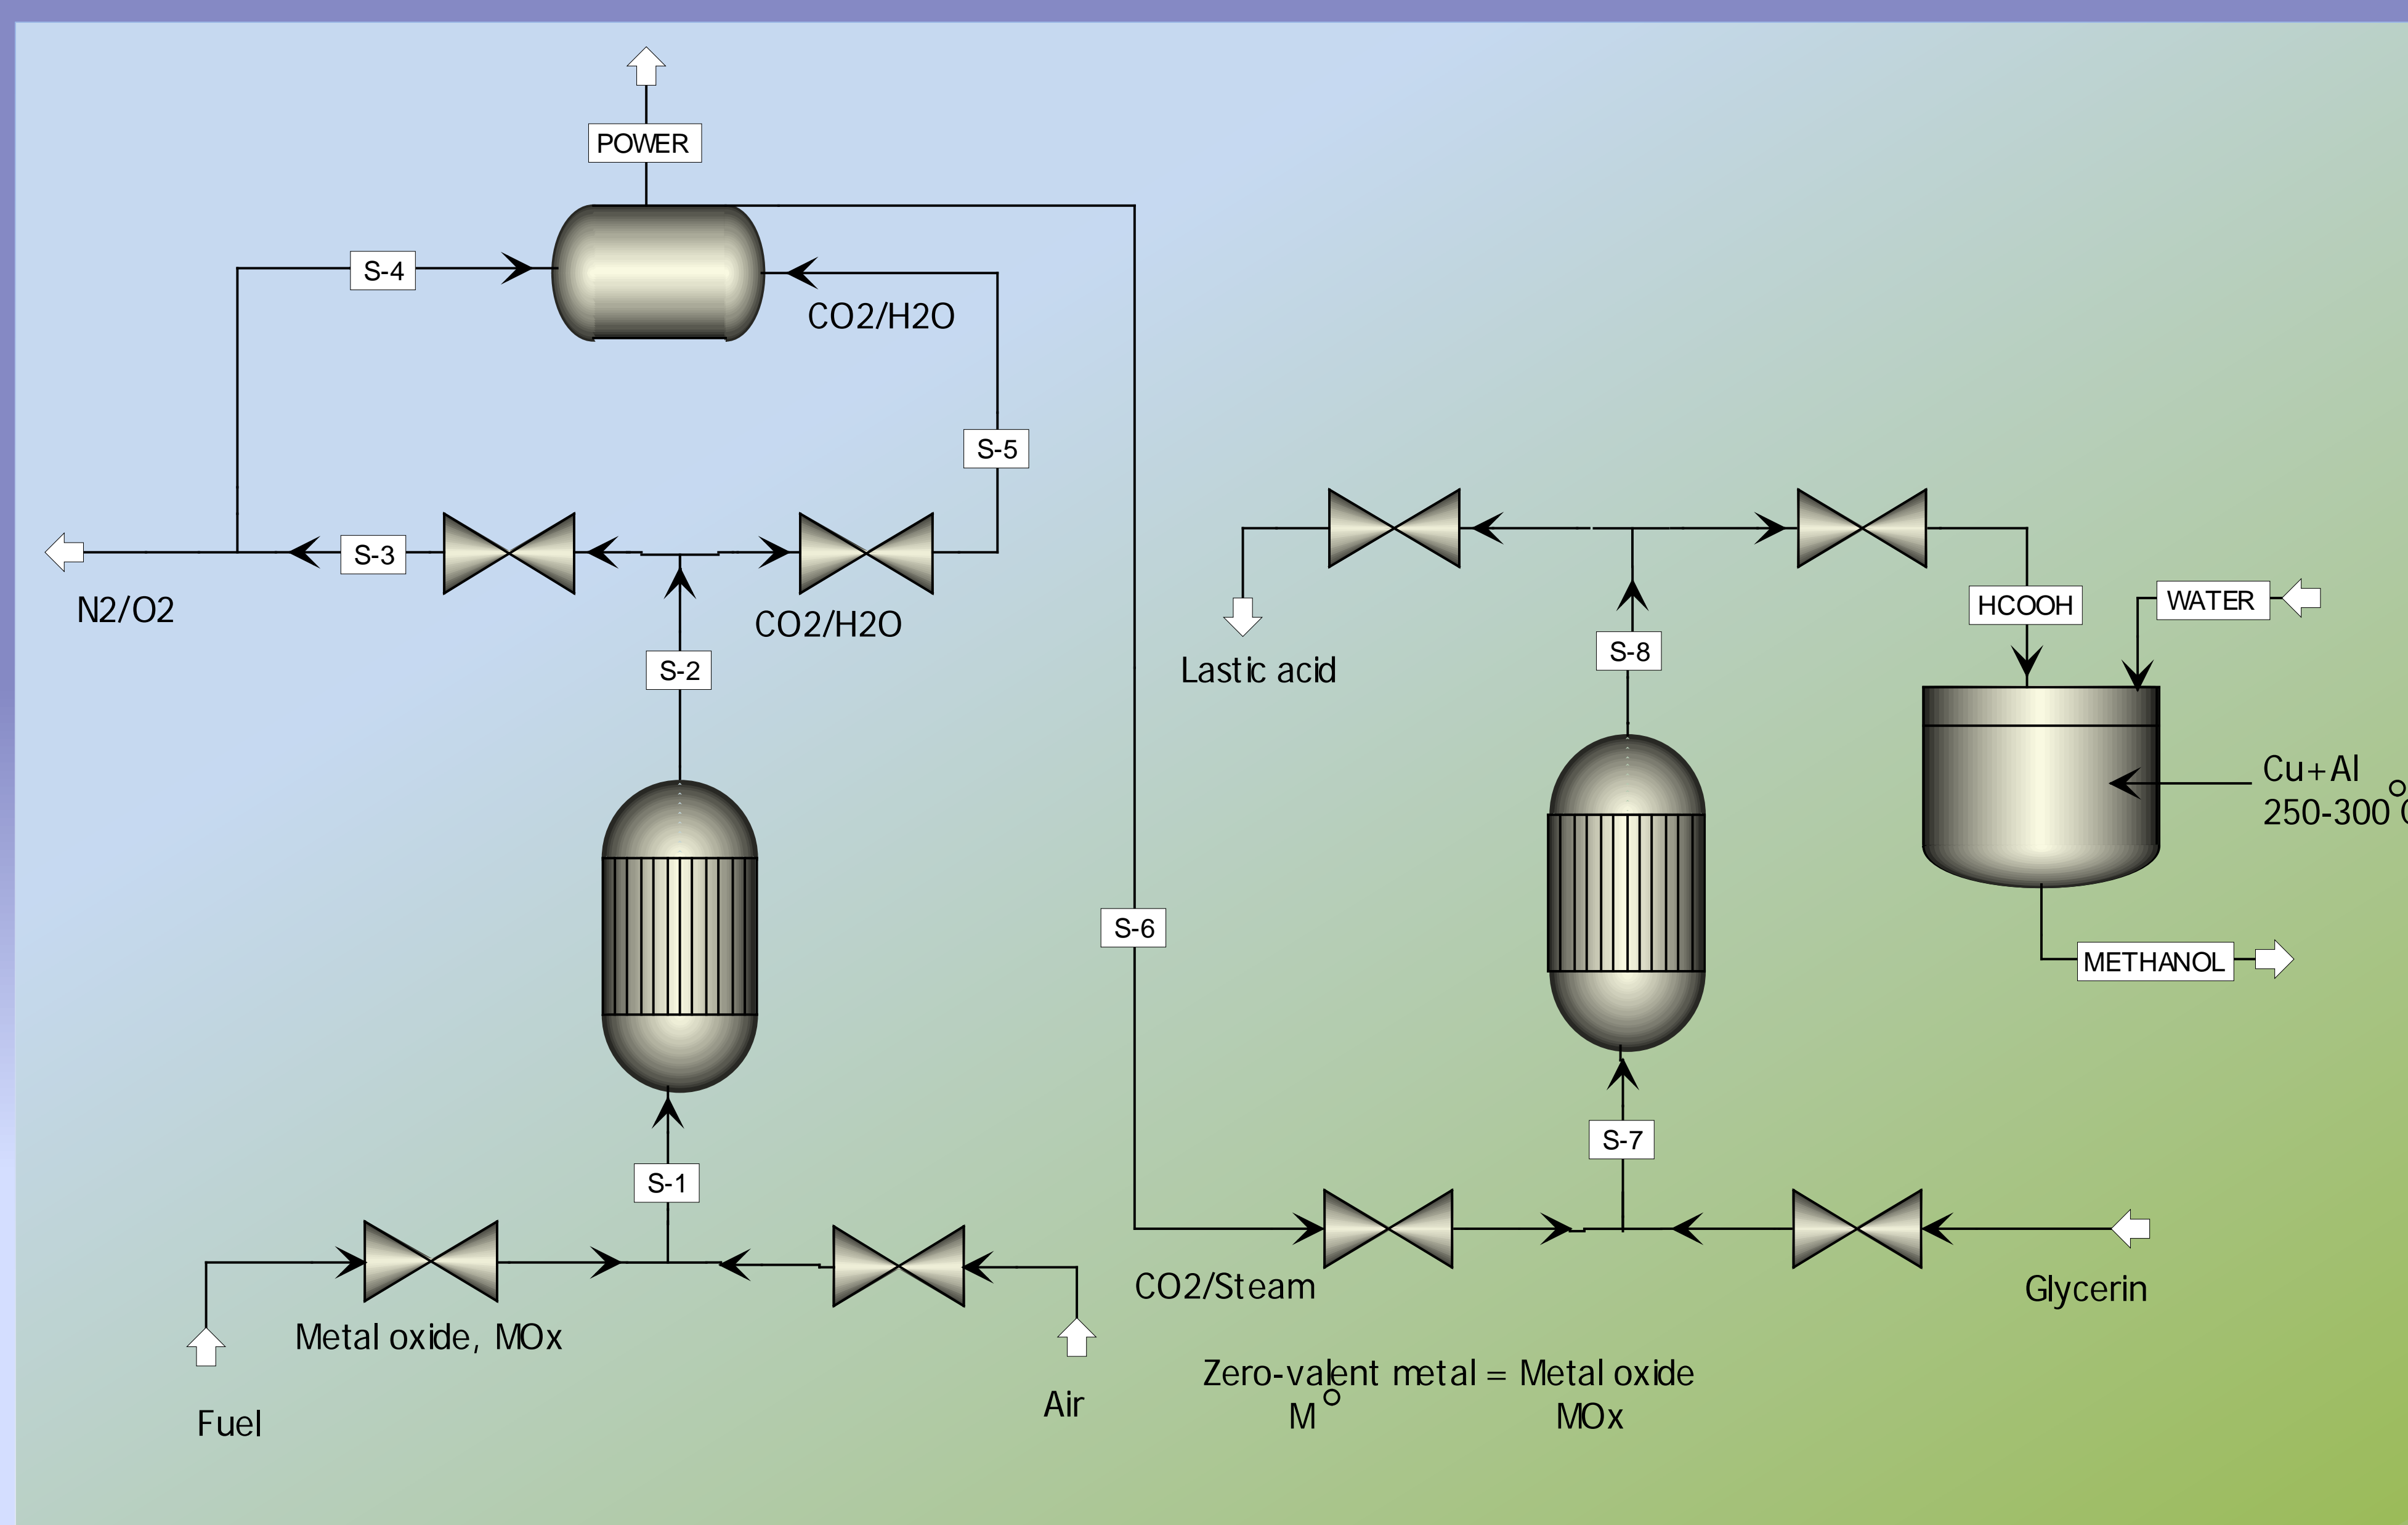 POWER
S-4
CO2/H2O
S-5
S-3
N2/O2
CO2/H2O
S-2
S-1
Metal oxide, MOx
Fuel
Air
S-6
CO2/Steam
Zero-valent metal = Metal oxide
M° MOx
S-7
Glycerin
S-8
Lastic acid
HCOOH
WATER
Cu+Al
250-300°C
METHANOL